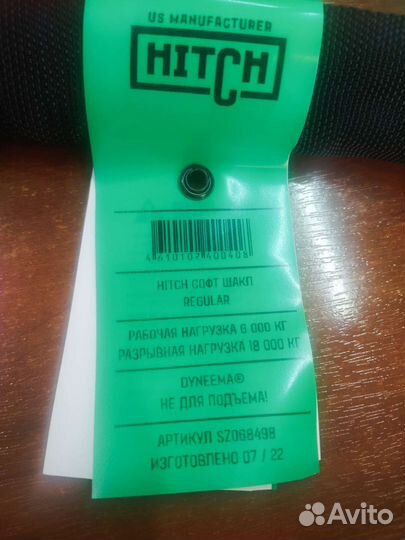 US MANUFACTURER
HITCH
4610107400408
HITCH СОФТ ШАКЛ
REGULAR
РАБОЧАЯ НАГРУЗКА 6 000 КГ
РАЗРЫВНАЯ НАГРУЗКА 18 000 КГ
DYNEEMA®
НЕ ДЛЯ ПОДЪЕМА!
АРТИКУЛ SZ068498
ИЗГОТОВЛЕНО 07 / 22
Avito